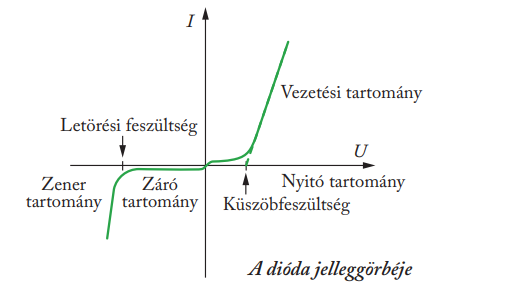 I
Vezetési tartomány
Letörési feszültség
U
Zener
tartomány
Záró
tartomány
Nyitó tartomány
Küszöbfeszültség
A dióda jelleggörbéje